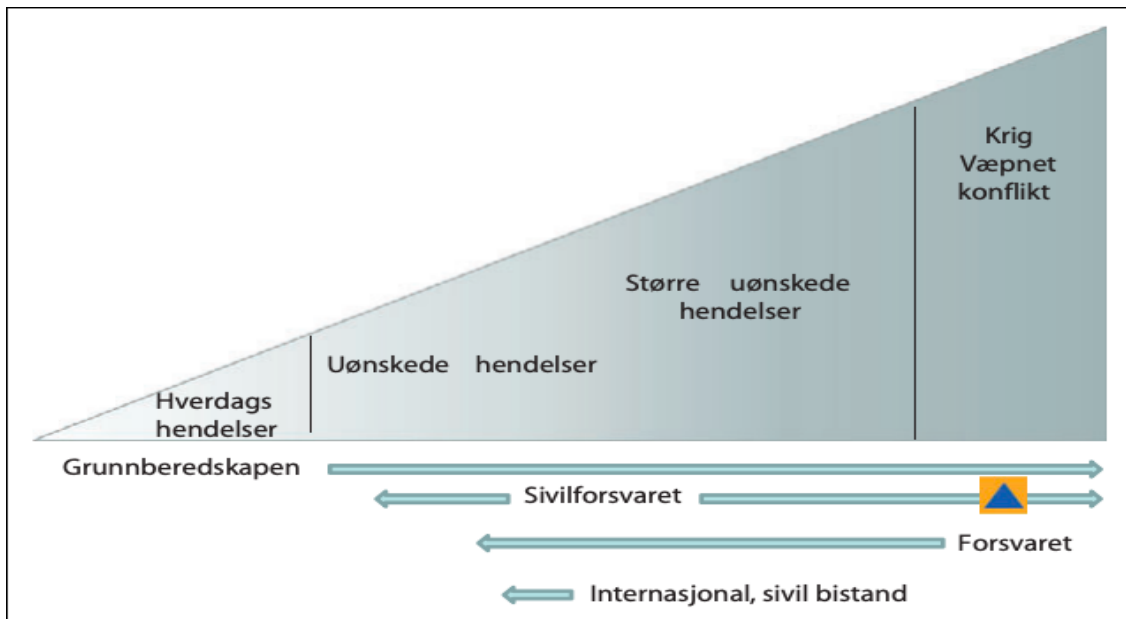 Krig
Væpnet
konflikt
Større uønskede
hendelser
Uønskede hendelser
Hverdags
hendelser
Grunnberedskapen
Sivilforsvaret
Forsvaret
Internasjonal, sivil bistand